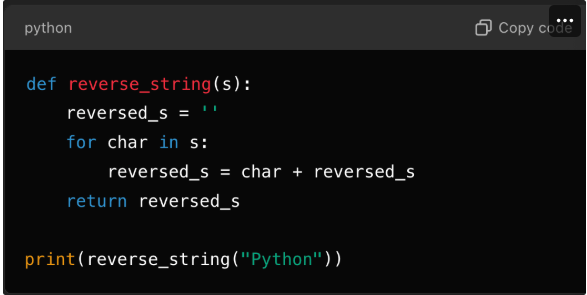 python
Copy code
def reverse_string(s):
    reversed_s = ''
    for char in s:
        reversed_s = char + reversed_s
    return reversed_s

print(reverse_string("Python"))